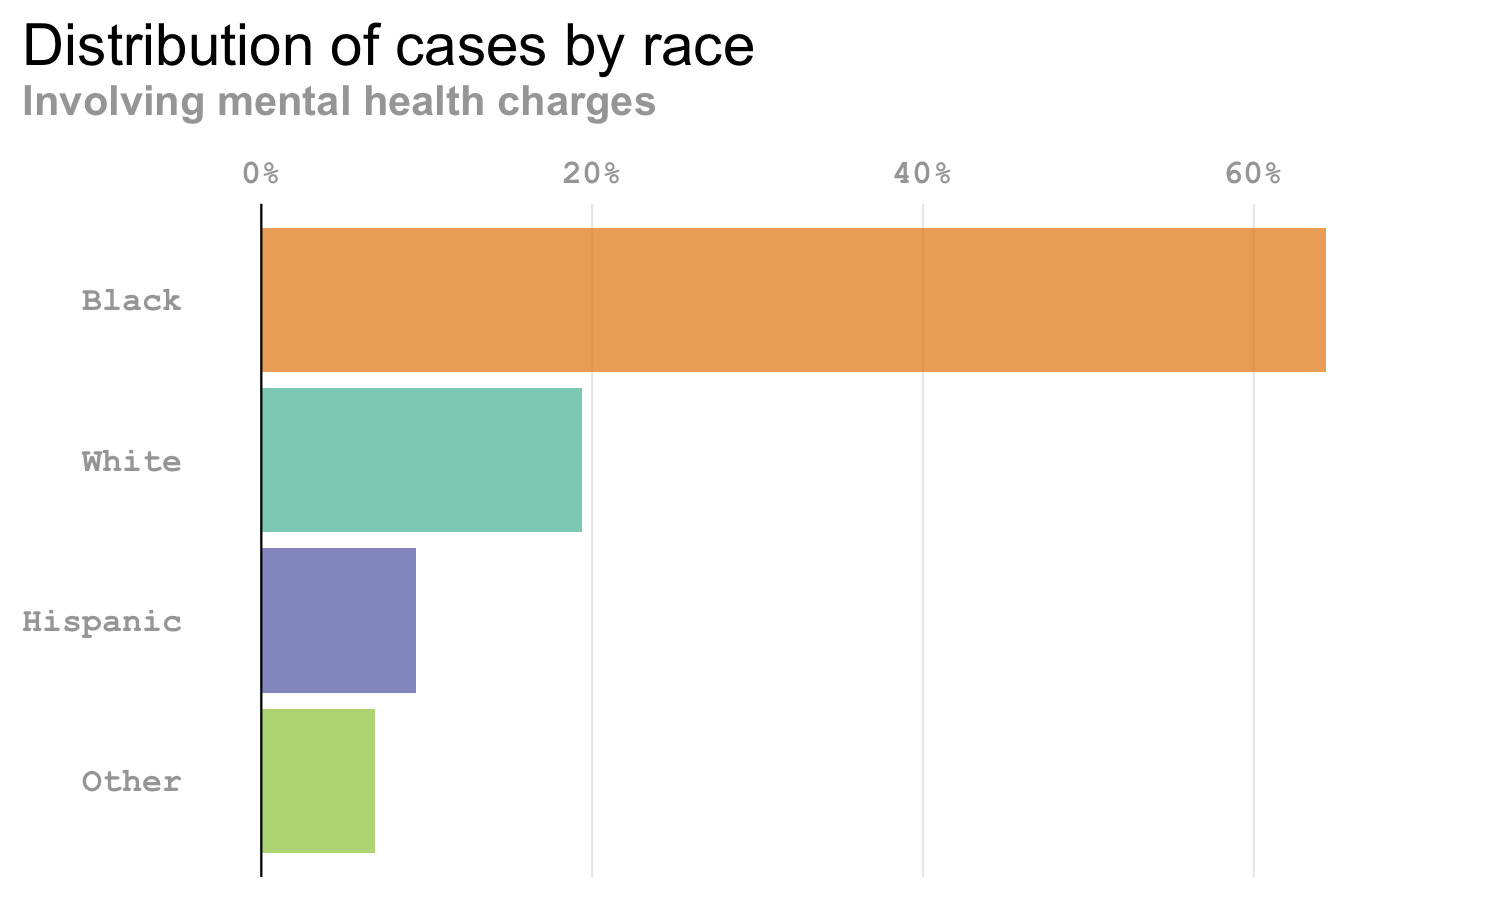 Distribution of cases by race
Involving mental health charges
0% 20% 40% 60%
Black
White
Hispanic
Other